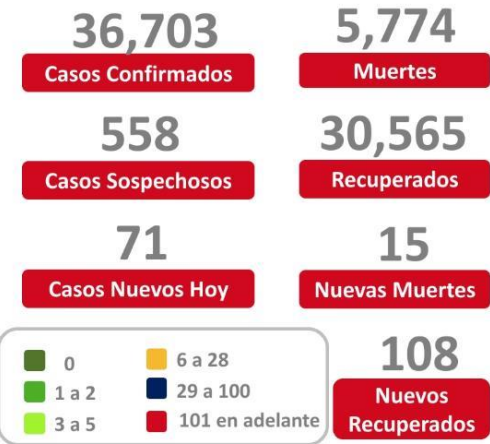 36,703
Casos Confirmados
5,774
Muertes
558
Casos Sospechosos
30,565
Recuperados
71
Casos Nuevos Hoy
15
Nuevas Muertes
0
1 a 2
3 a 5
6 a 28
29 a 100
101 en adelante
108
Nuevos
Recuperados